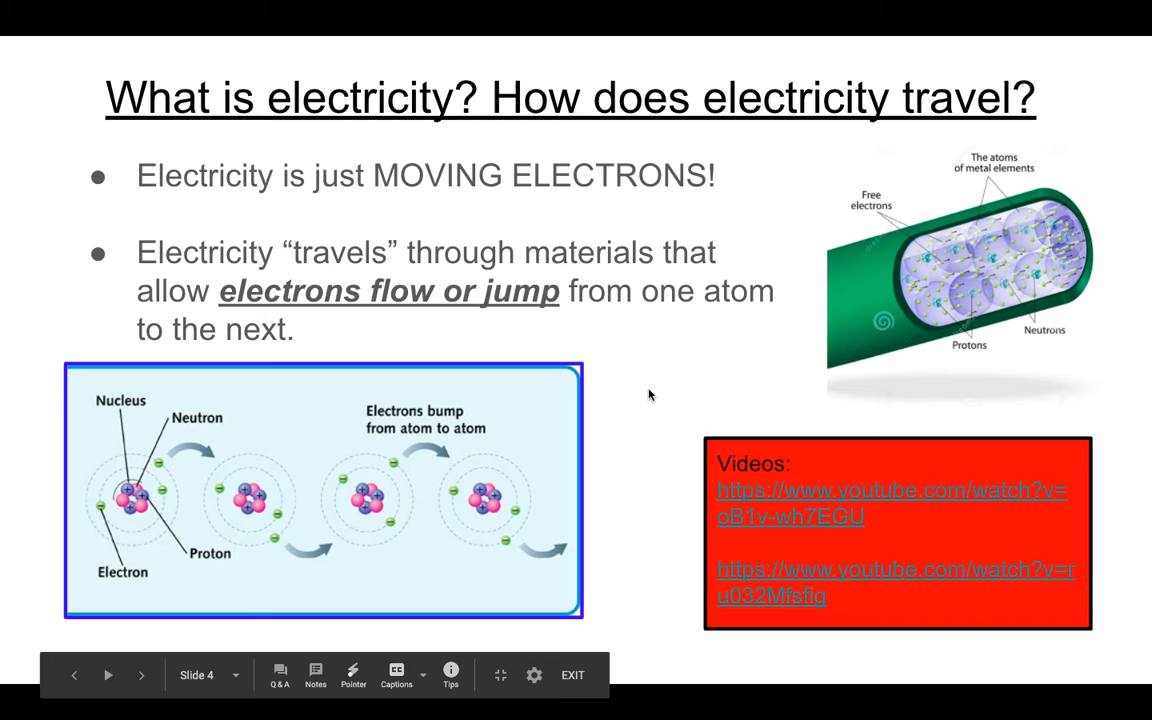 What is electricity? How does electricity travel?
● Electricity is just MOVING ELECTRONS!
● Electricity “travels” through materials that
allow electrons flow or jump from one atom
to the next.
The atoms
of metal elements
Free
electrons
Neutrons
Protons
Nucleus
Neutron
Electrons bump
from atom to atom
Proton
Electron
Videos:
https://www.youtube.com/watch?v=
oB1v-wh7EGU
https://www.youtube.com/watch?v=r
u032Mfsfig
Slide 4
Q & A
Notes
Pointer
CC
Captions
Tips
EXIT